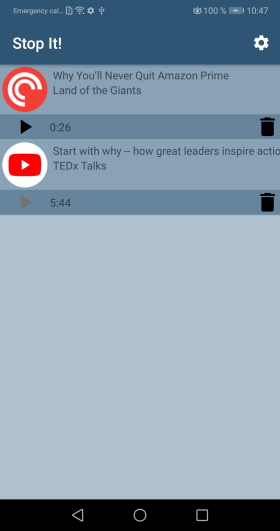 Emergency cal... 100 % 10:47
Stop It!
Why You'll Never Quit Amazon Prime
Land of the Giants
0:26
Start with why -- how great leaders inspire actio
TEDx Talks
5:44